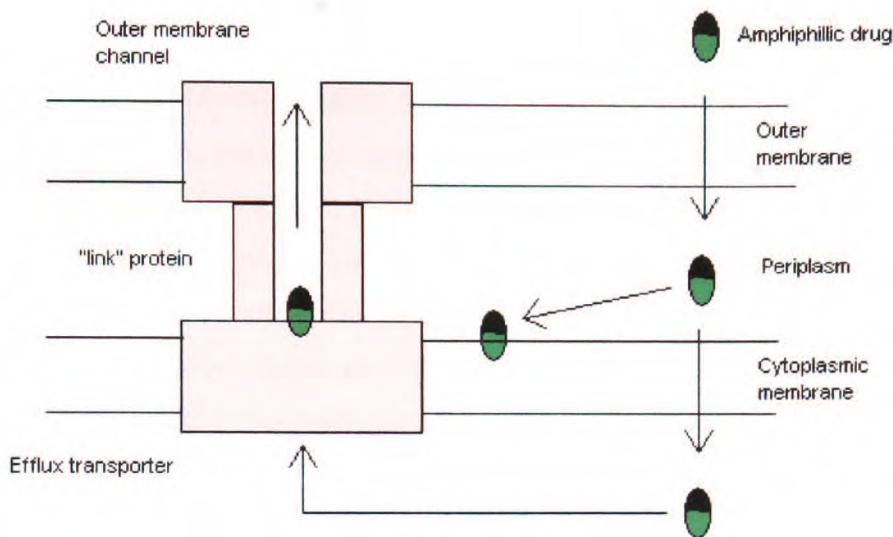 Outer membrane
channel
Amphiphillic drug
Outer
membrane
"link" protein
Periplasm
Cytoplasmic
membrane
Efflux transporter